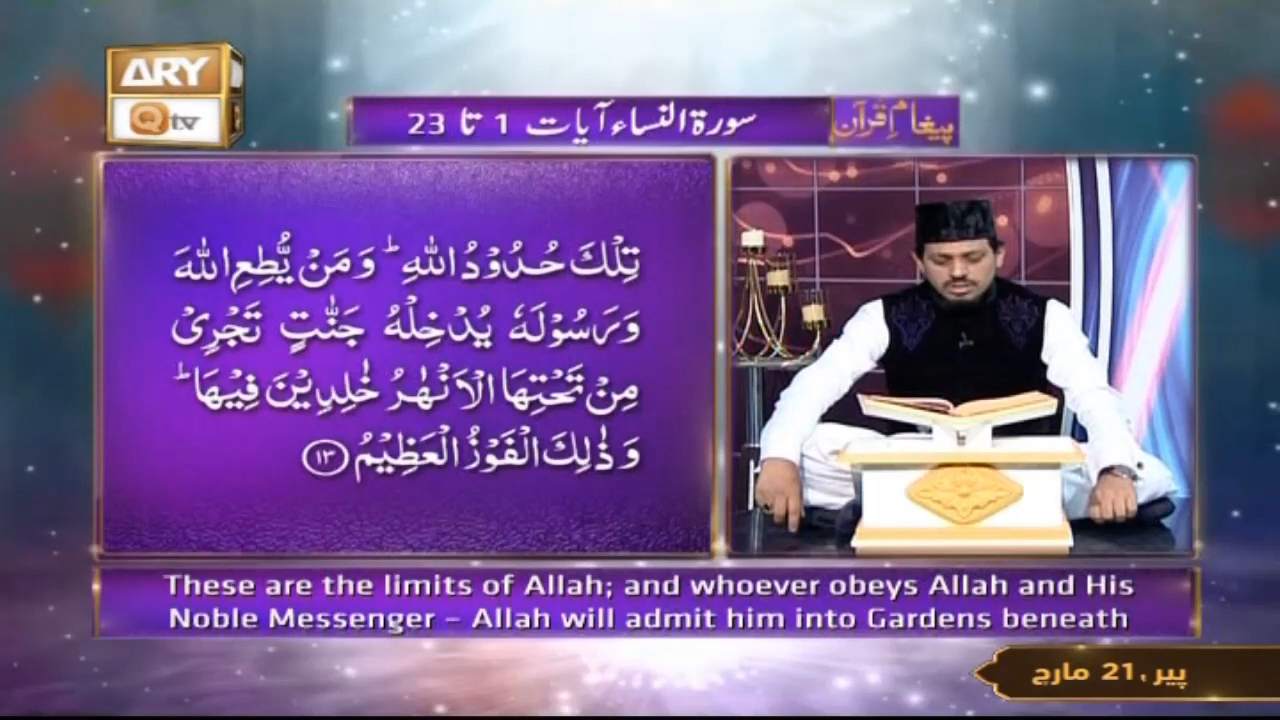 ARY
Qtv
سورة النساء آیات 1 تا 23
پیغامِ قرآن
تِلۡكَ حُدُوۡدُ اللّٰهِ ؕ وَ مَنۡ يُّطِعِ اللّٰهَ
وَ رَسُوۡلَهٗ يُدۡخِلۡهُ جَنّٰتٍ تَجۡرِىۡ
مِنۡ تَحۡتِهَا الۡاَنۡهٰرُ خٰلِدِيۡنَ فِيۡهَا ؕ
وَ ذٰلِكَ الۡفَوۡزُ الۡعَظِيۡمُ ۝۱۳
These are the limits of Allah; and whoever obeys Allah and His
Noble Messenger – Allah will admit him into Gardens beneath
پیر, 21 مارچ